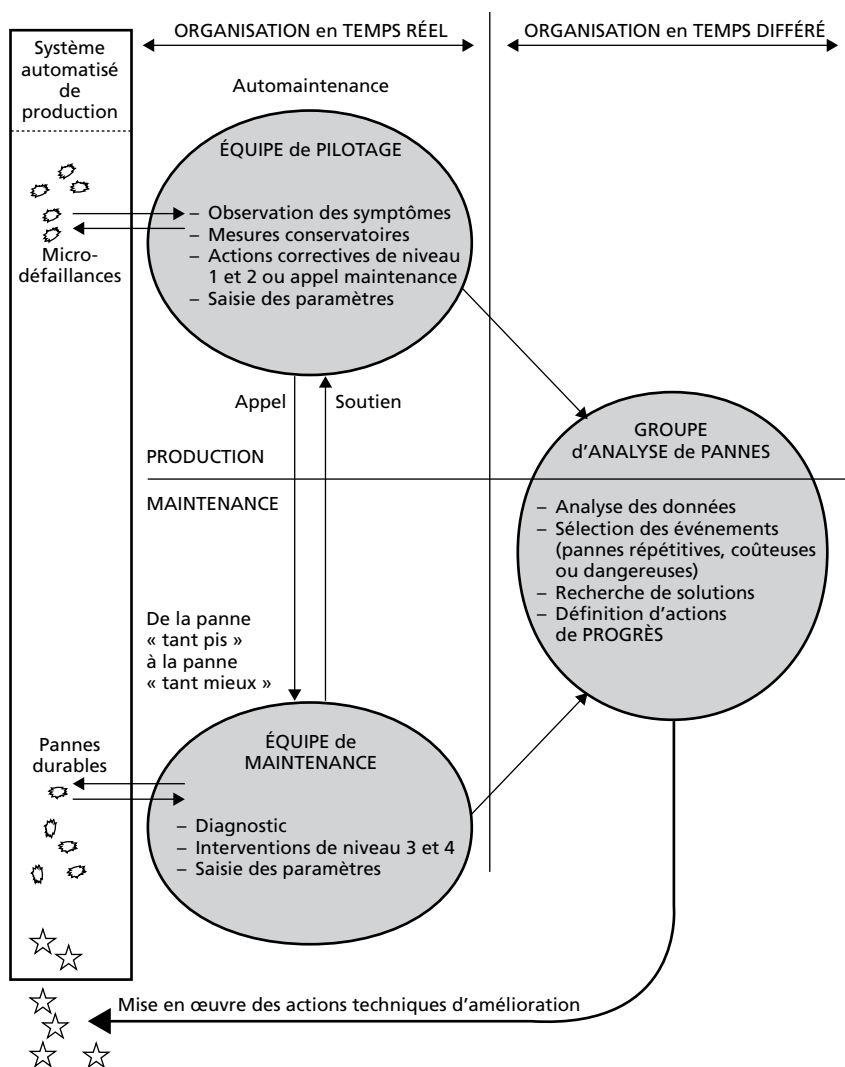 ORGANISATION en TEMPS RÉEL
ORGANISATION en TEMPS DIFFÉRÉ
Système
automatisé
de
production
Automaintenance
ÉQUIPE de PILOTAGE
– Observation des symptômes
– Mesures conservatoires
– Actions correctives de niveau
1 et 2 ou appel maintenance
– Saisie des paramètres
Micro-
défaillances
Appel
Soutien
PRODUCTION
MAINTENANCE
GROUPE
d’ANALYSE de PANNES
– Analyse des données
– Sélection des événements
(pannes répétitives, coûteuses
ou dangereuses)
– Recherche de solutions
– Définition d’actions
de PROGRÈS
De la panne
« tant pis »
à la panne
« tant mieux »
Pannes
durables
ÉQUIPE de
MAINTENANCE
– Diagnostic
– Interventions de niveau 3 et 4
– Saisie des paramètres
Mise en œuvre des actions techniques d’amélioration